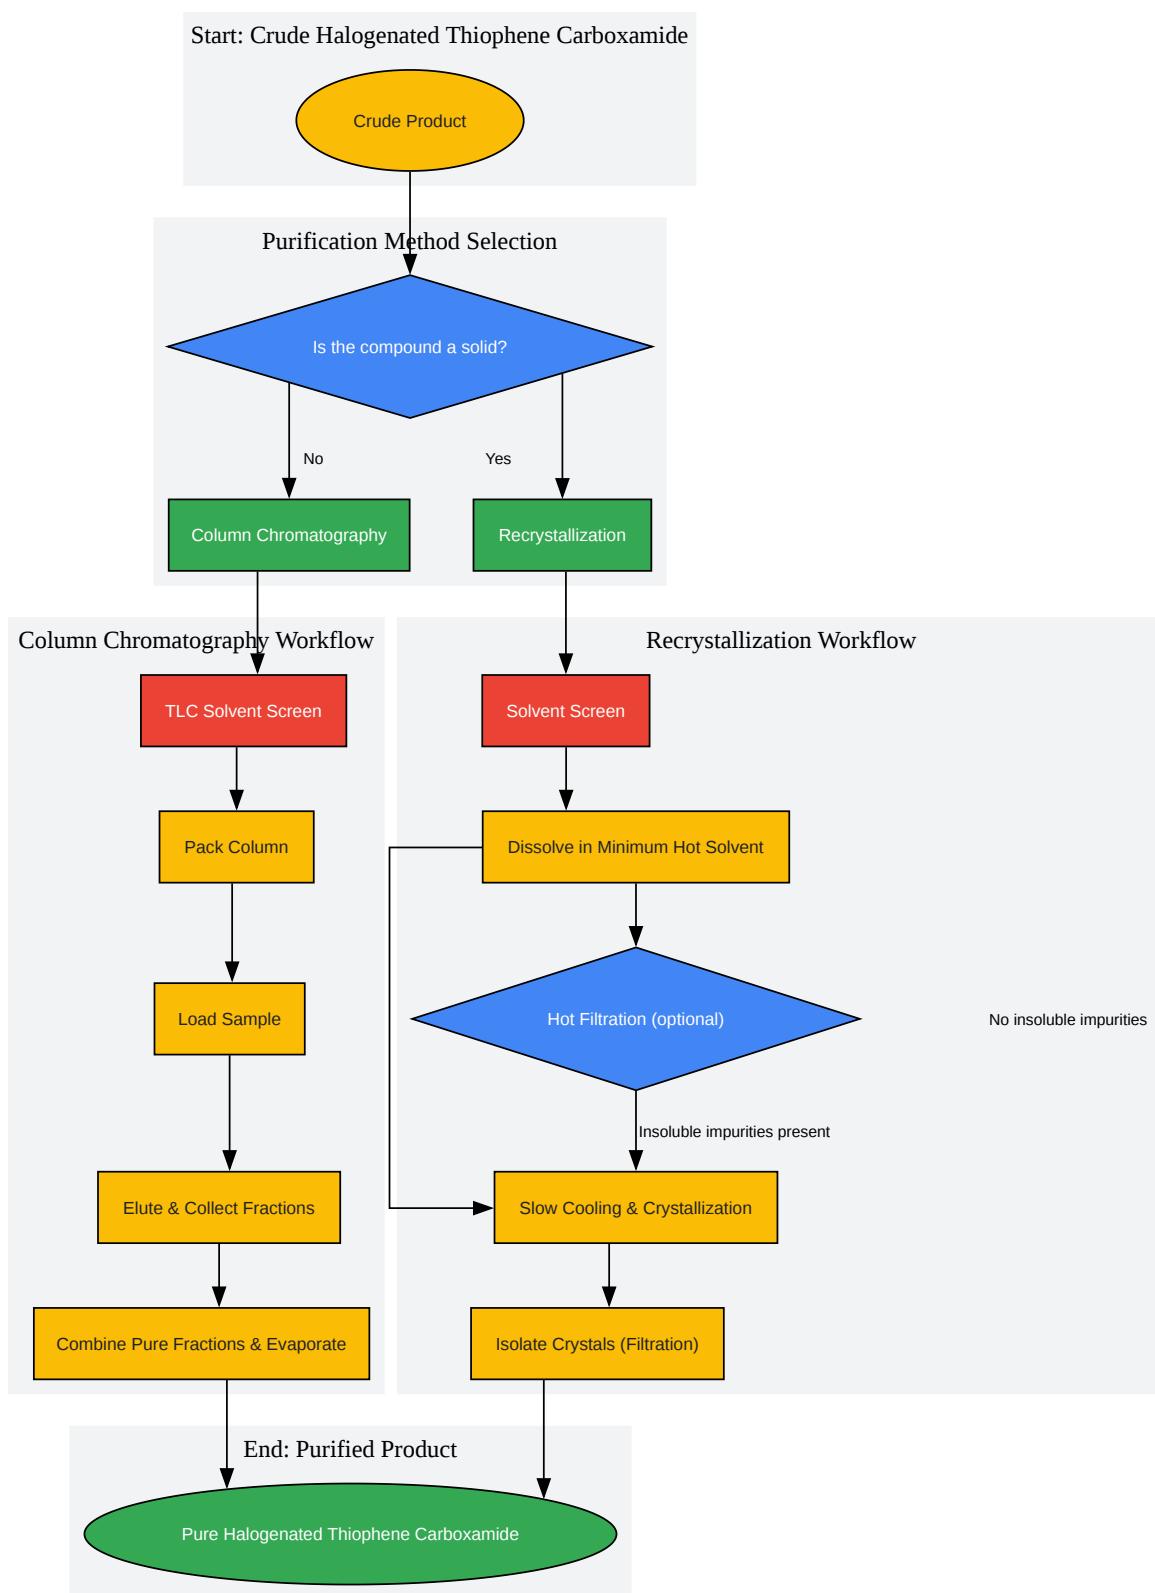 Start: Crude Halogenated Thiophene Carboxamide
Crude Product
Purification Method Selection
Is the compound a solid?
No
Yes
Column Chromatography
Recrystallization
Column Chromatography Workflow
TLC Solvent Screen
Pack Column
Load Sample
Elute & Collect Fractions
Combine Pure Fractions & Evaporate
Recrystallization Workflow
Solvent Screen
Dissolve in Minimum Hot Solvent
Hot Filtration (optional)
No insoluble impurities
Insoluble impurities present
Slow Cooling & Crystallization
Isolate Crystals (Filtration)
End: Purified Product
Pure Halogenated Thiophene Carboxamide